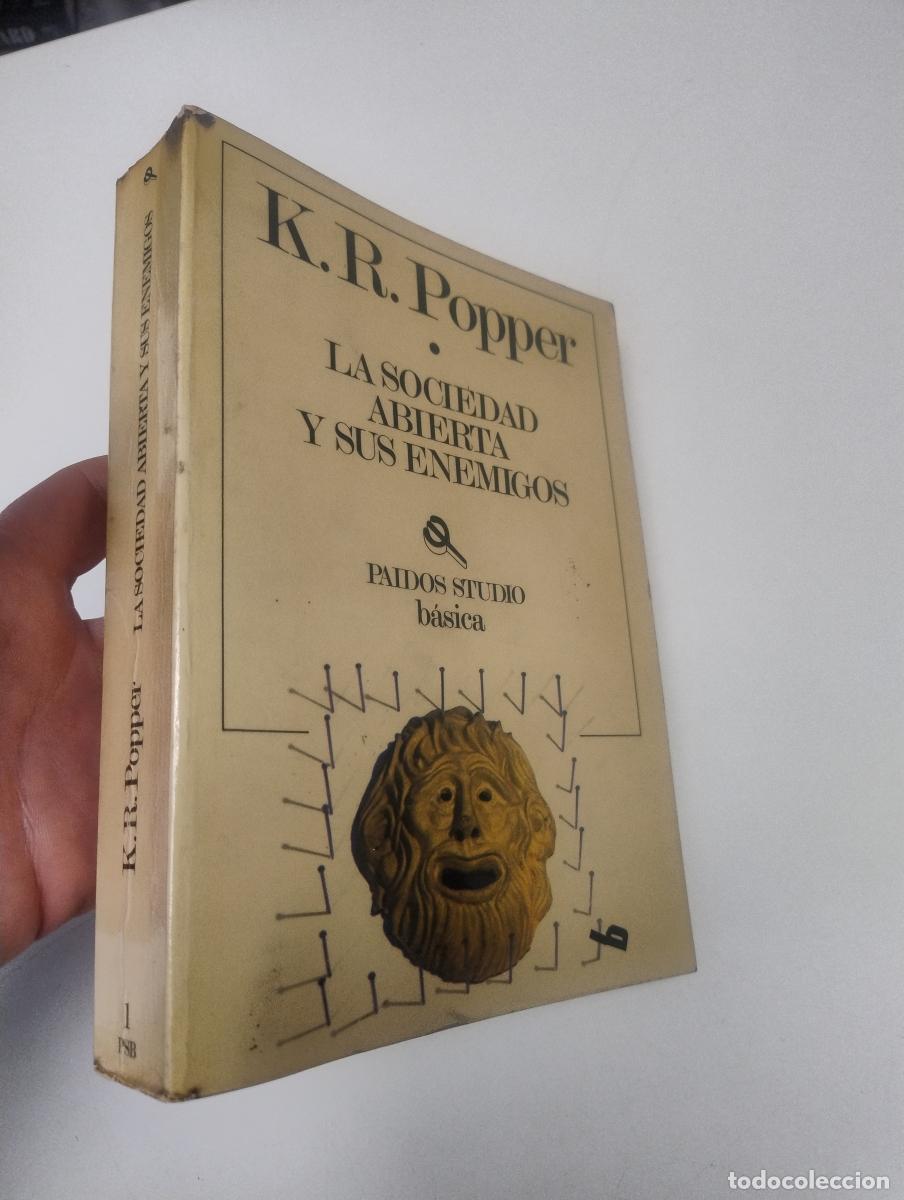 K.R. Popper
LA SOCIEDAD
ABIERTA
Y SUS ENEMIGOS
PAIDOS STUDIO
básica
b
K.R. Popper LA SOCIEDAD ABIERTA Y SUS ENEMIGOS
1
PSB
todocoleccion